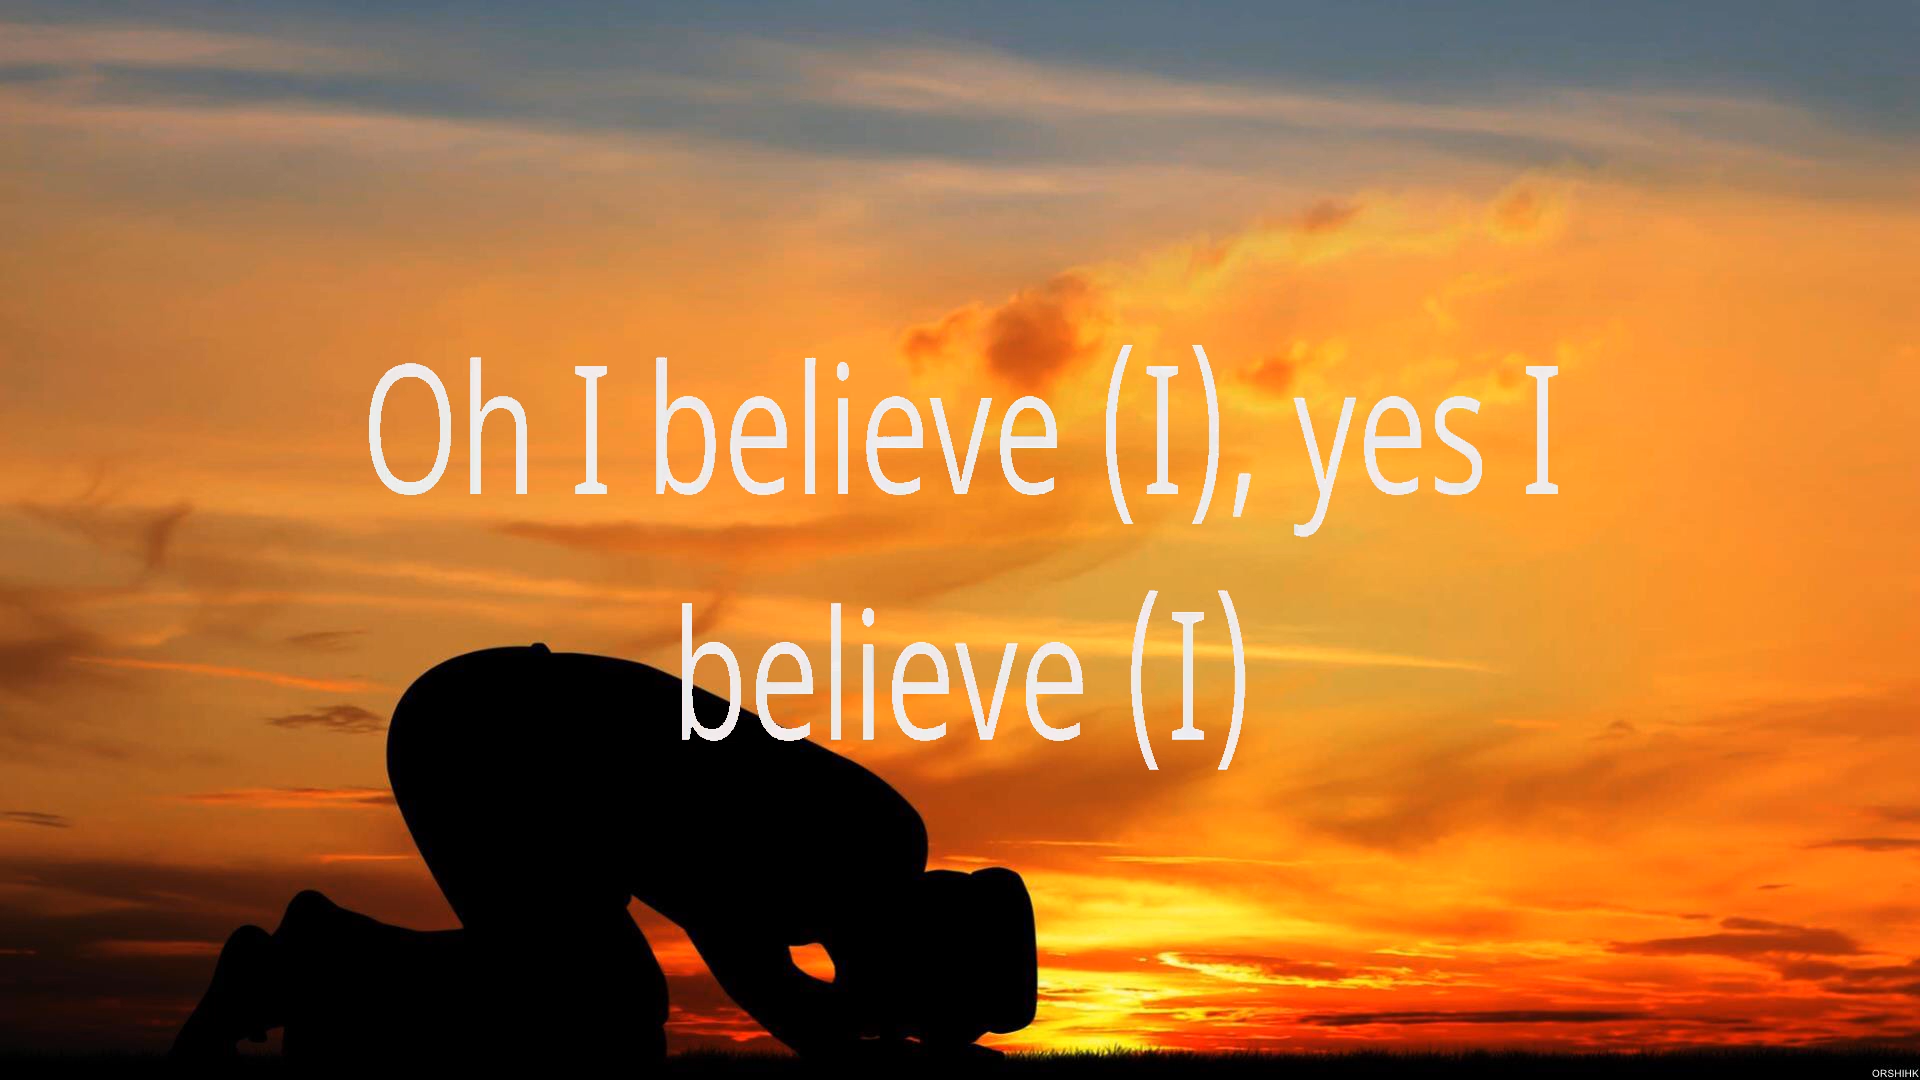 Oh I believe (I), yes I
believe (I)
ORSHIHK